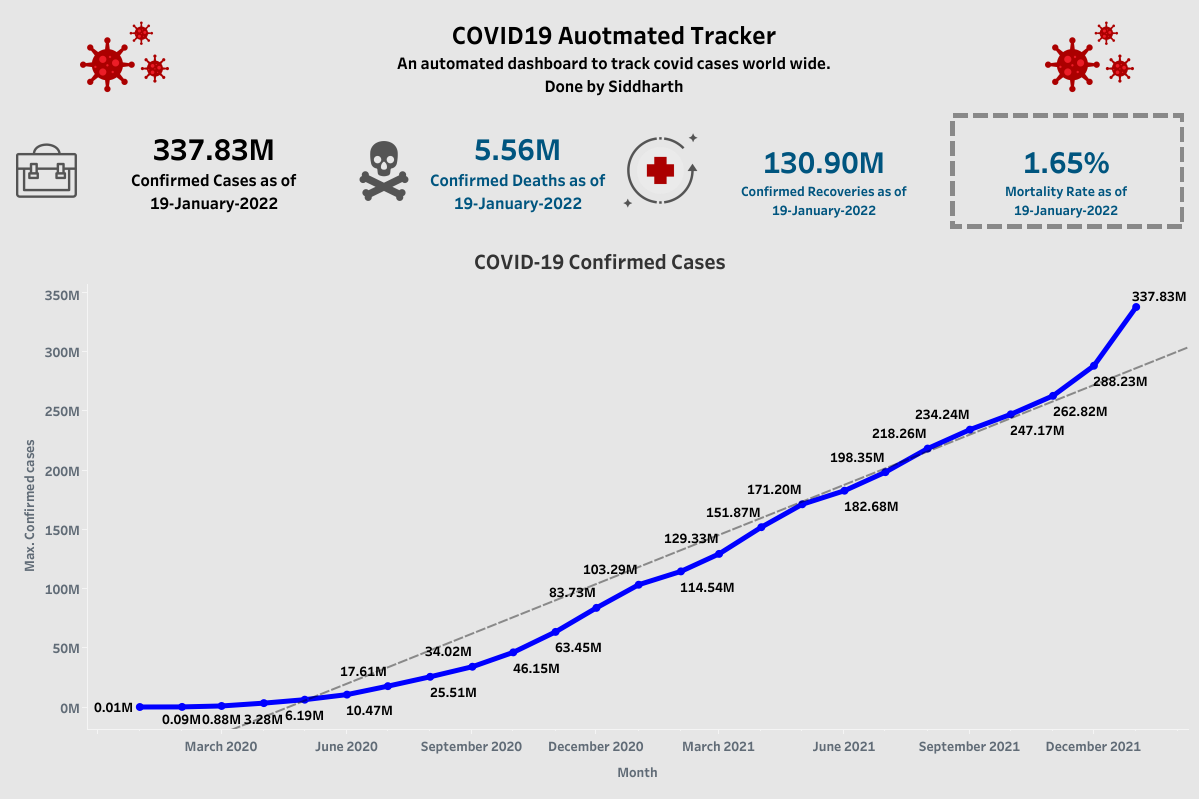 COVID19 Auotmated Tracker
An automated dashboard to track covid cases world wide.
Done by Siddharth
337.83M
Confirmed Cases as of
19-January-2022
5.56M
Confirmed Deaths as of
19-January-2022
130.90M
Confirmed Recoveries as of
19-January-2022
1.65%
Mortality Rate as of
19-January-2022
COVID-19 Confirmed Cases
Max. Confirmed cases
350M
300M
250M
200M
150M
100M
50M
0M
0.01M
0.09M
0.88M
3.28M
6.19M
10.47M
17.61M
25.51M
34.02M
46.15M
63.45M
83.73M
103.29M
114.54M
129.33M
151.87M
171.20M
182.68M
198.35M
218.26M
234.24M
247.17M
262.82M
288.23M
337.83M
March 2020
June 2020
September 2020
December 2020
March 2021
June 2021
September 2021
December 2021
Month